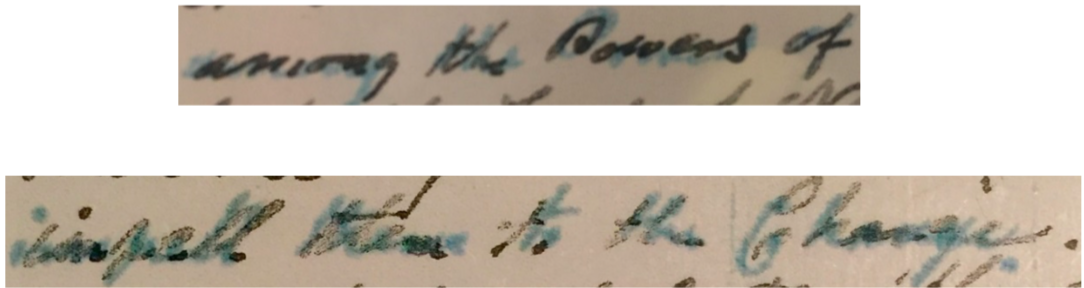 among the Powers of
impell them to the Change.